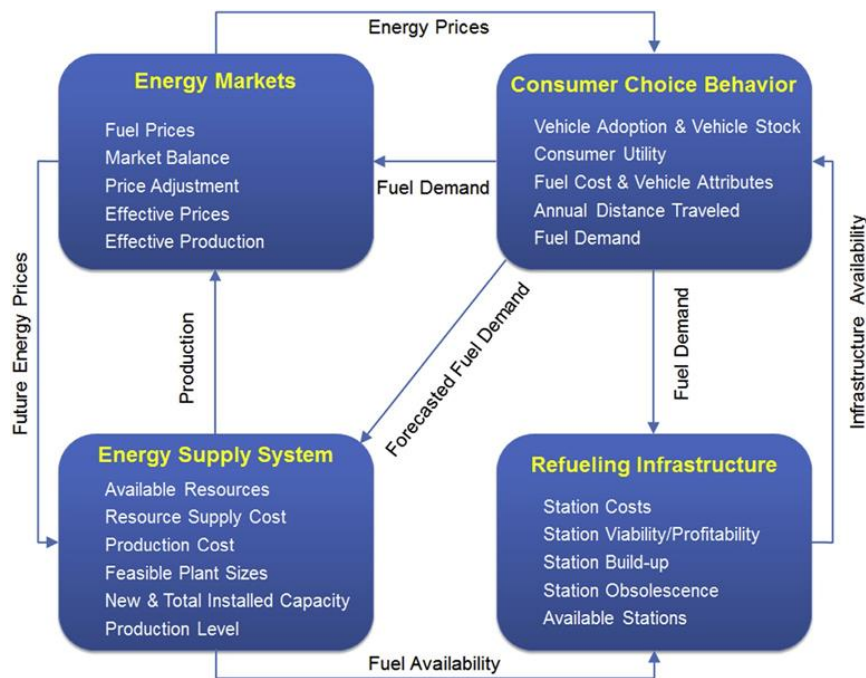 Energy Prices
Energy Markets
Fuel Prices
Market Balance
Price Adjustment
Effective Prices
Effective Production
Consumer Choice Behavior
Vehicle Adoption & Vehicle Stock
Consumer Utility
Fuel Cost & Vehicle Attributes
Annual Distance Traveled
Fuel Demand
Fuel Demand
Future Energy Prices
Production
Forecasted Fuel Demand
Fuel Demand
Infrastructure Availability
Energy Supply System
Available Resources
Resource Supply Cost
Production Cost
Feasible Plant Sizes
New & Total Installed Capacity
Production Level
Refueling Infrastructure
Station Costs
Station Viability/Profitability
Station Build-up
Station Obsolescence
Available Stations
Fuel Availability